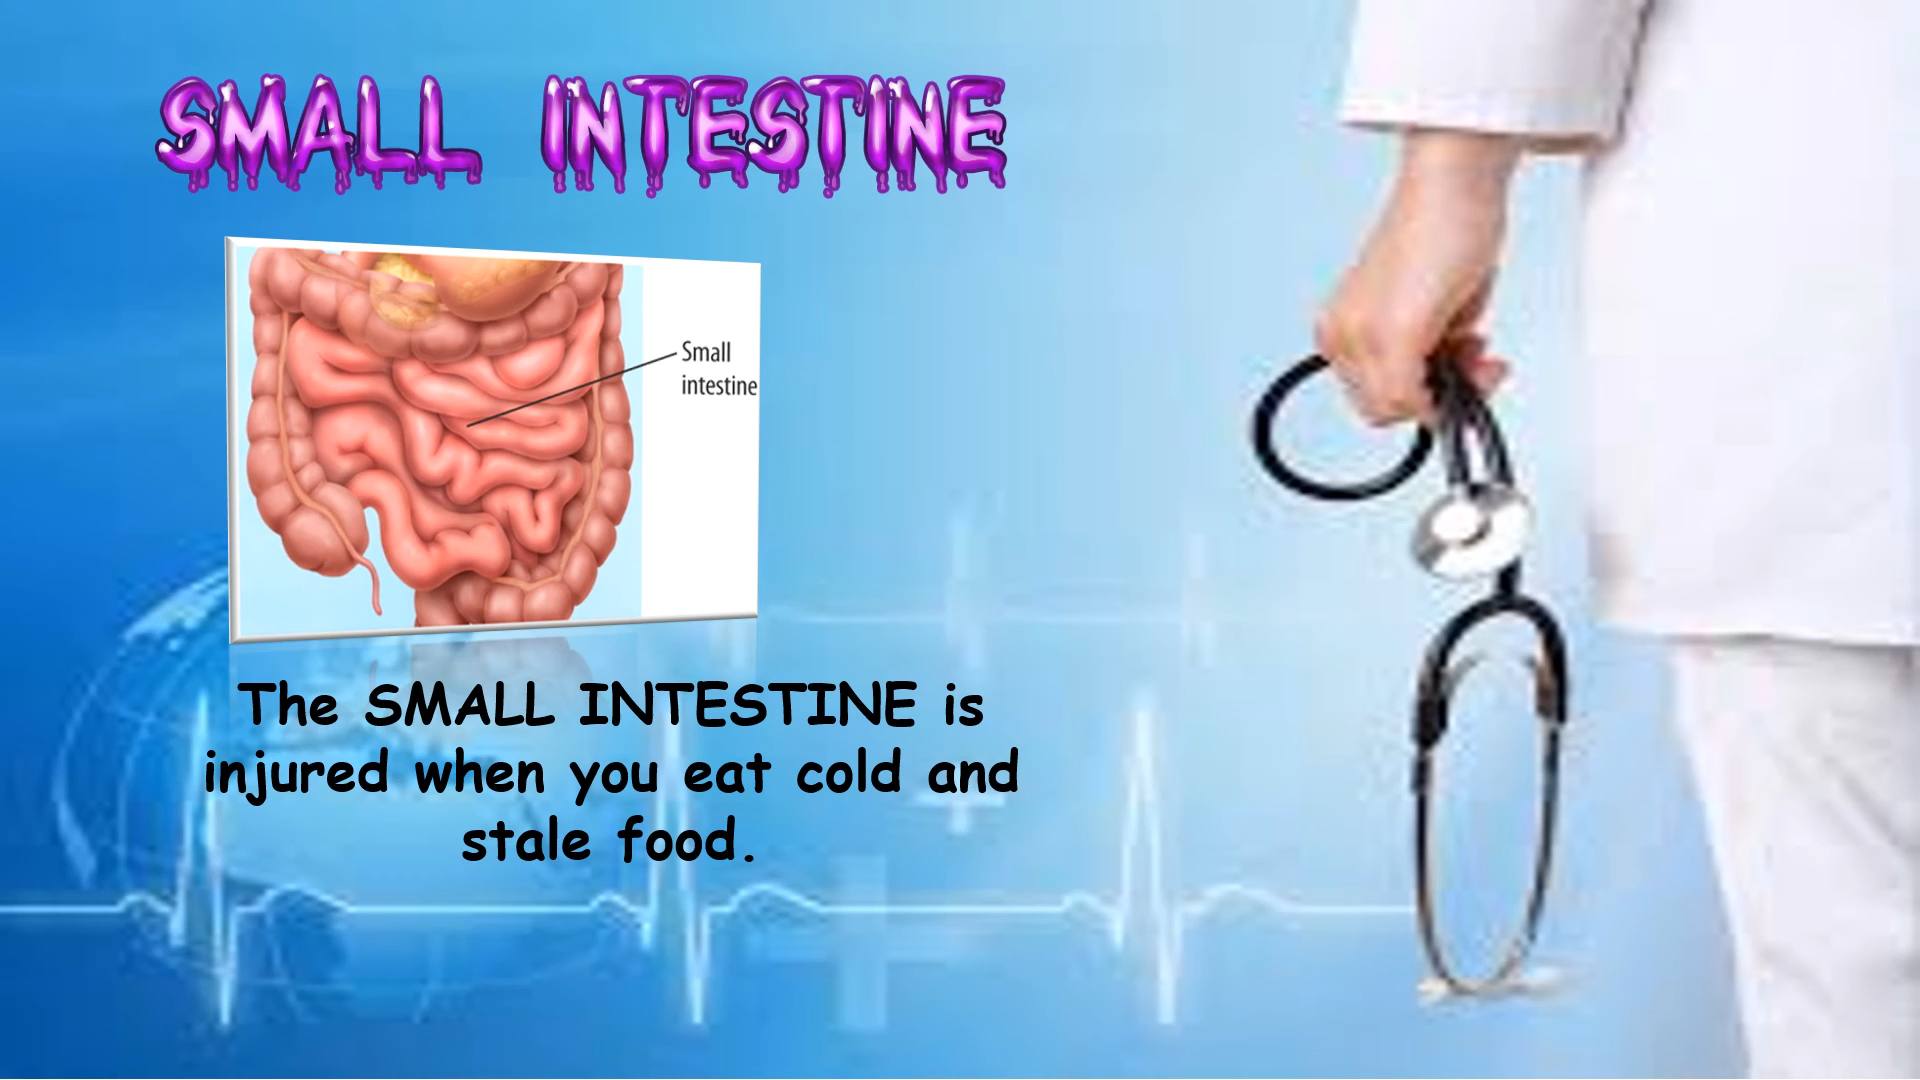 SMALL INTESTINE
Small
intestine
The SMALL INTESTINE is
injured when you eat cold and
stale food.